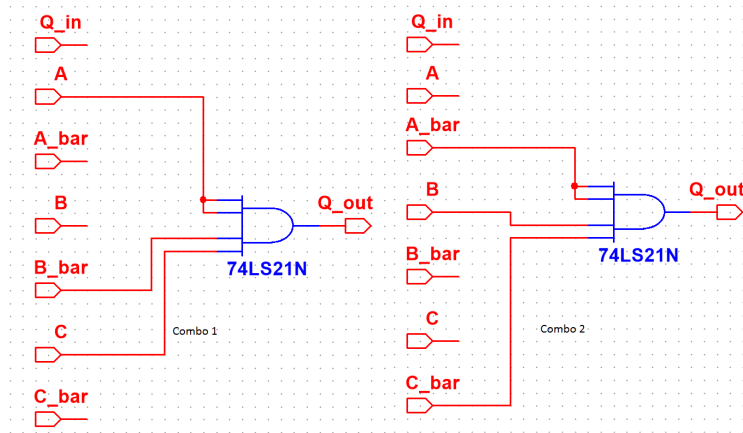 Q_in
A
A_bar
B
B_bar
C
C_bar
Q_out
74LS21N
Combo 1
Q_in
A
A_bar
B
B_bar
C
C_bar
Q_out
74LS21N
Combo 2